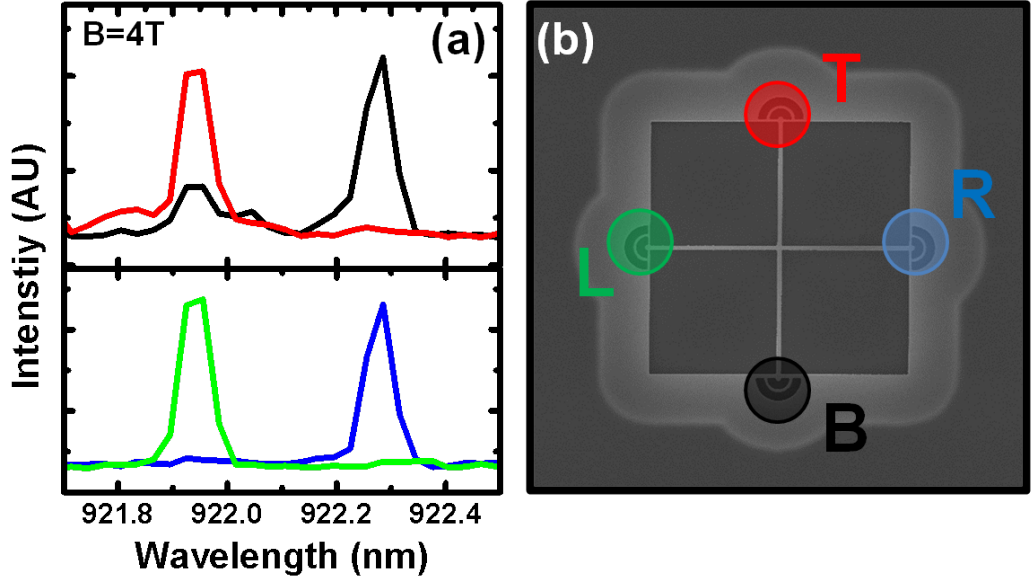 B=4T
(a)
Intenstiy (AU)
921.8 922.0 922.2 922.4
Wavelength (nm)
(b)
T
R
L
B